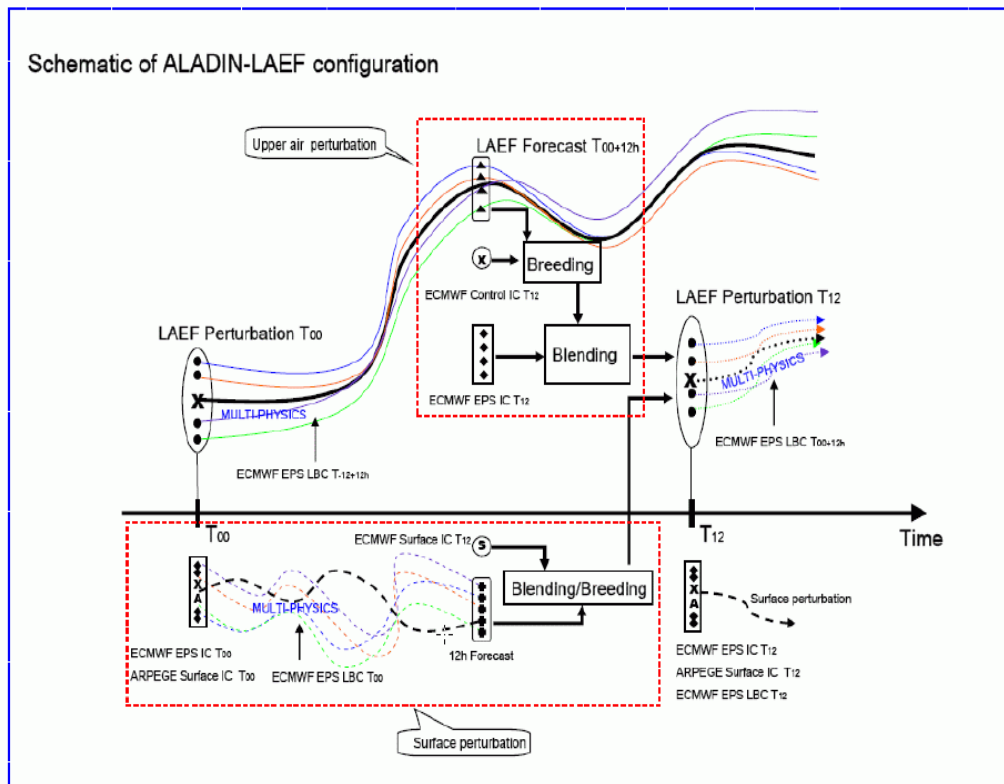 Schematic of ALADIN-LAEF configuration
Upper air perturbation
LAEF Forecast T00+12h
X
Breeding
ECMWF Control IC T12
LAEF Perturbation T00
LAEF Perturbation T12
Blending
X
MULTI-PHYSICS
X
MULTI-PHYSICS
ECMWF EPS IC T12
ECMWF EPS LBC T-12+12h
ECMWF EPS LBC T00+12h
T00
T12
Time
ECMWF Surface IC T12
S
Blending/Breeding
X
A
MULTI-PHYSICS
X
A
Surface perturbation
12h Forecast
ECMWF EPS IC T00
ARPEGE Surface IC T00
ECMWF EPS LBC T00
ECMWF EPS IC T12
ARPEGE Surface IC T12
ECMWF EPS LBC T12
Surface perturbation